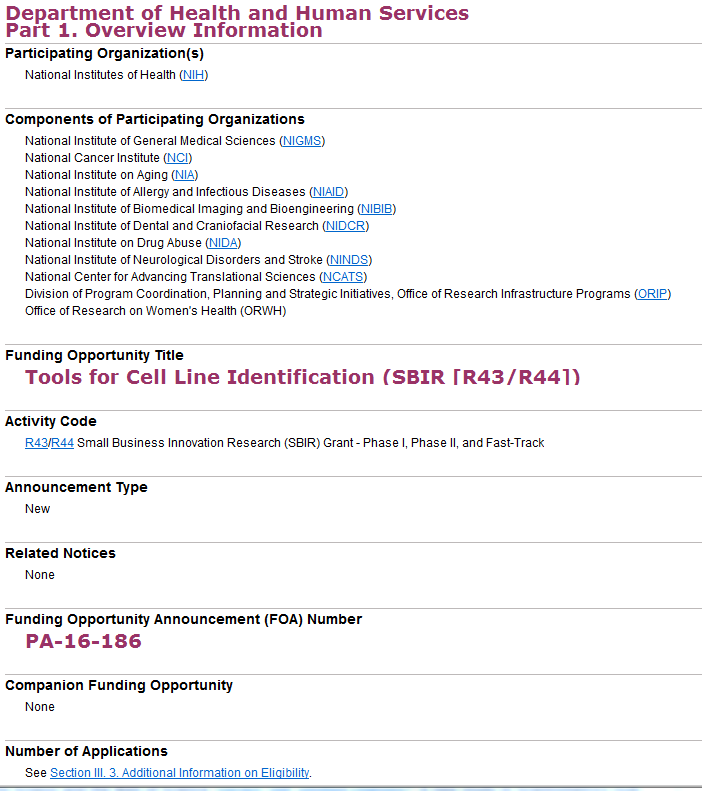 Department of Health and Human Services
Part 1. Overview Information
Participating Organization(s)
National Institutes of Health (NIH)
Components of Participating Organizations
National Institute of General Medical Sciences (NIGMS)
National Cancer Institute (NCI)
National Institute on Aging (NIA)
National Institute of Allergy and Infectious Diseases (NIAID)
National Institute of Biomedical Imaging and Bioengineering (NIBIB)
National Institute of Dental and Craniofacial Research (NIDCR)
National Institute on Drug Abuse (NIDA)
National Institute of Neurological Disorders and Stroke (NINDS)
National Center for Advancing Translational Sciences (NCATS)
Division of Program Coordination, Planning and Strategic Initiatives, Office of Research Infrastructure Programs (ORIP)
Office of Research on Women's Health (ORWH)
Funding Opportunity Title
Tools for Cell Line Identification (SBIR [R43/R44])
Activity Code
R43/R44 Small Business Innovation Research (SBIR) Grant - Phase I, Phase II, and Fast-Track
Announcement Type
New
Related Notices
None
Funding Opportunity Announcement (FOA) Number
PA-16-186
Companion Funding Opportunity
None
Number of Applications
See Section III. 3. Additional Information on Eligibility.